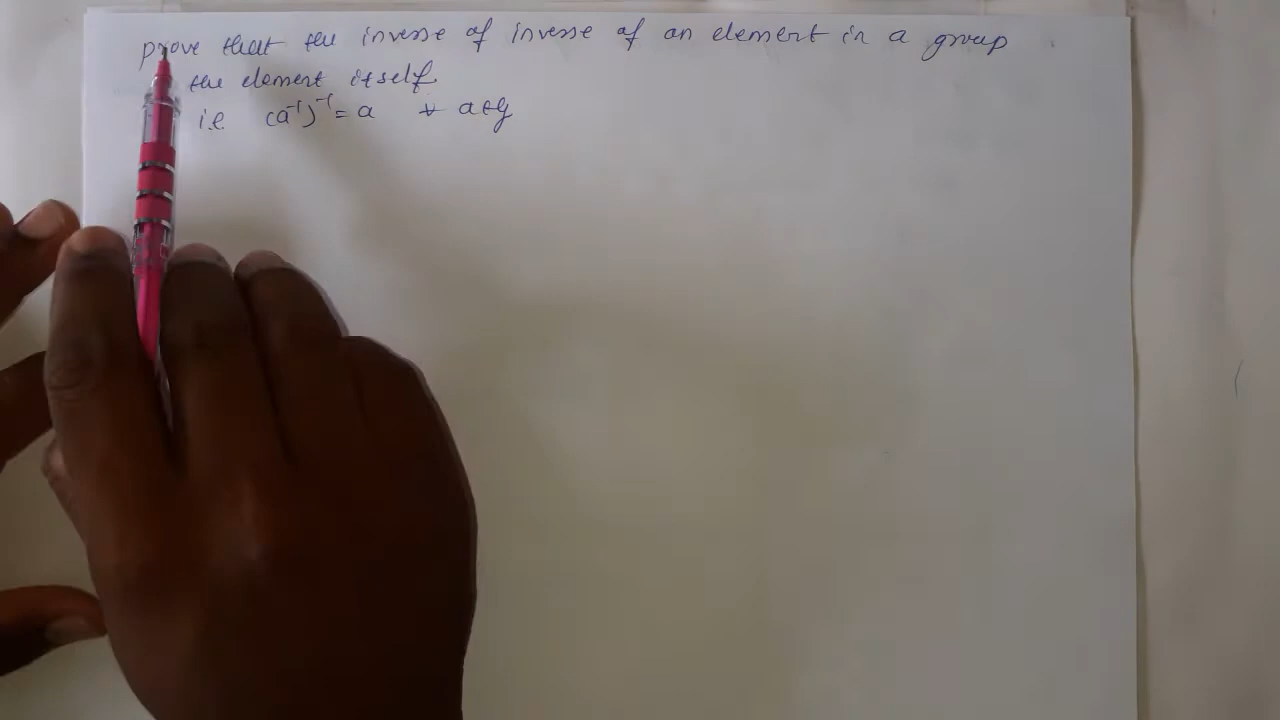 prove that the inverse of inverse of an element in a group
the element itself
i.e (a⁻¹)⁻¹ = a ∀ a∈g